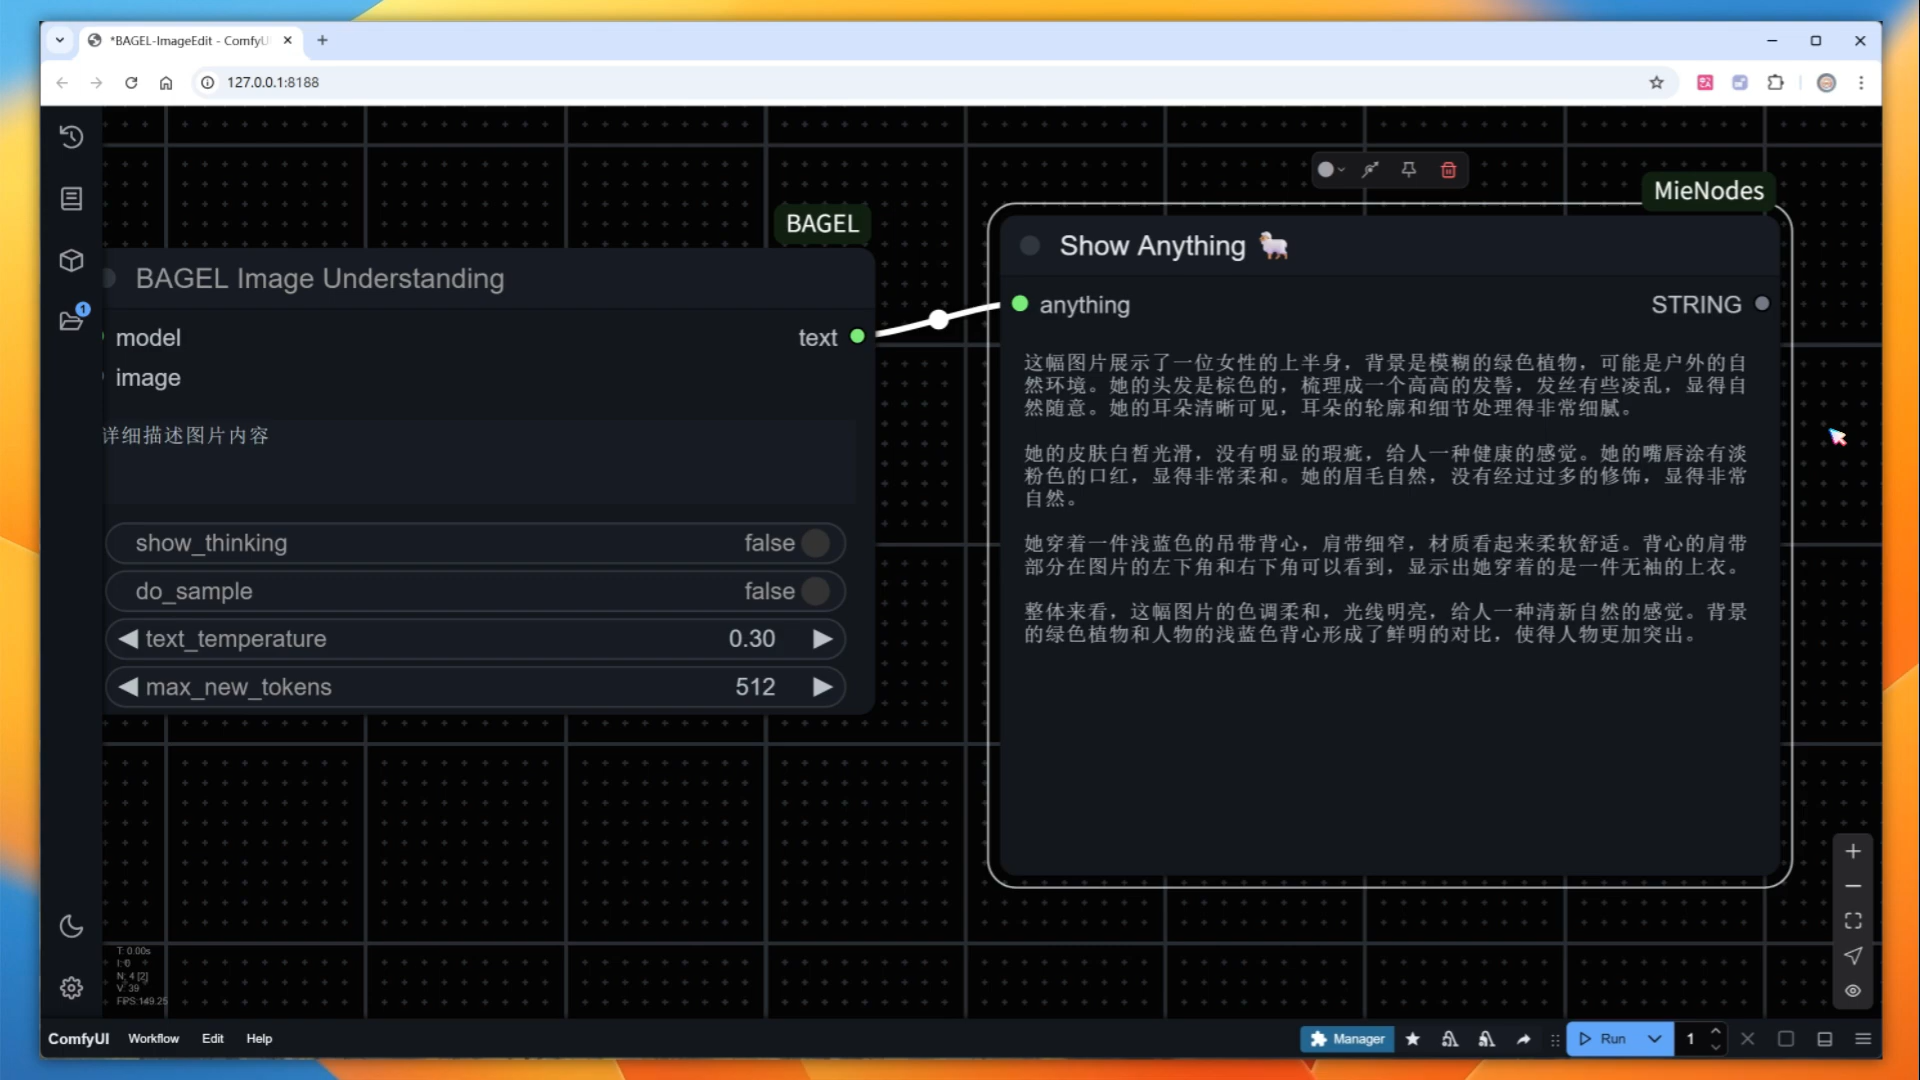 *BAGEL-ImageEdit - ComfyUI
127.0.0.1:8188
BAGEL
BAGEL Image Understanding
model
text
image
详细描述图片内容
show_thinking
false
do_sample
false
text_temperature
0.30
max_new_tokens
512
MieNodes
Show Anything
anything
STRING
这幅图片展示了一位女性的上半身，背景是模糊的绿色植物，可能是户外的自
然环境。她的头发是棕色的，梳理成一个高高的发髻，发丝有些凌乱，显得自
然随意。她的耳朵清晰可见，耳朵的轮廓和细节处理得非常细腻。
她的皮肤白皙光滑，没有明显的瑕疵，给人一种健康的感觉。她的嘴唇涂有淡
粉色的口红，显得非常柔和。她的眉毛自然，没有经过过多的修饰，显得非常
自然。
她穿着一件浅蓝色的吊带背心，肩带细窄，材质看起来柔软舒适。背心的肩带
部分在图片的左下角和右下角可以看到，显示出她穿着的是一件无袖的上衣。
整体来看，这幅图片的色调柔和，光线明亮，给人一种清新自然的感觉。背景
的绿色植物和人物的浅蓝色背心形成了鲜明的对比，使得人物更加突出。
1
T: 0.00s
I: 0
N: 4 [2]
V: 39
FPS:149.25
ComfyUI
Workflow
Edit
Help
Manager
Run
1